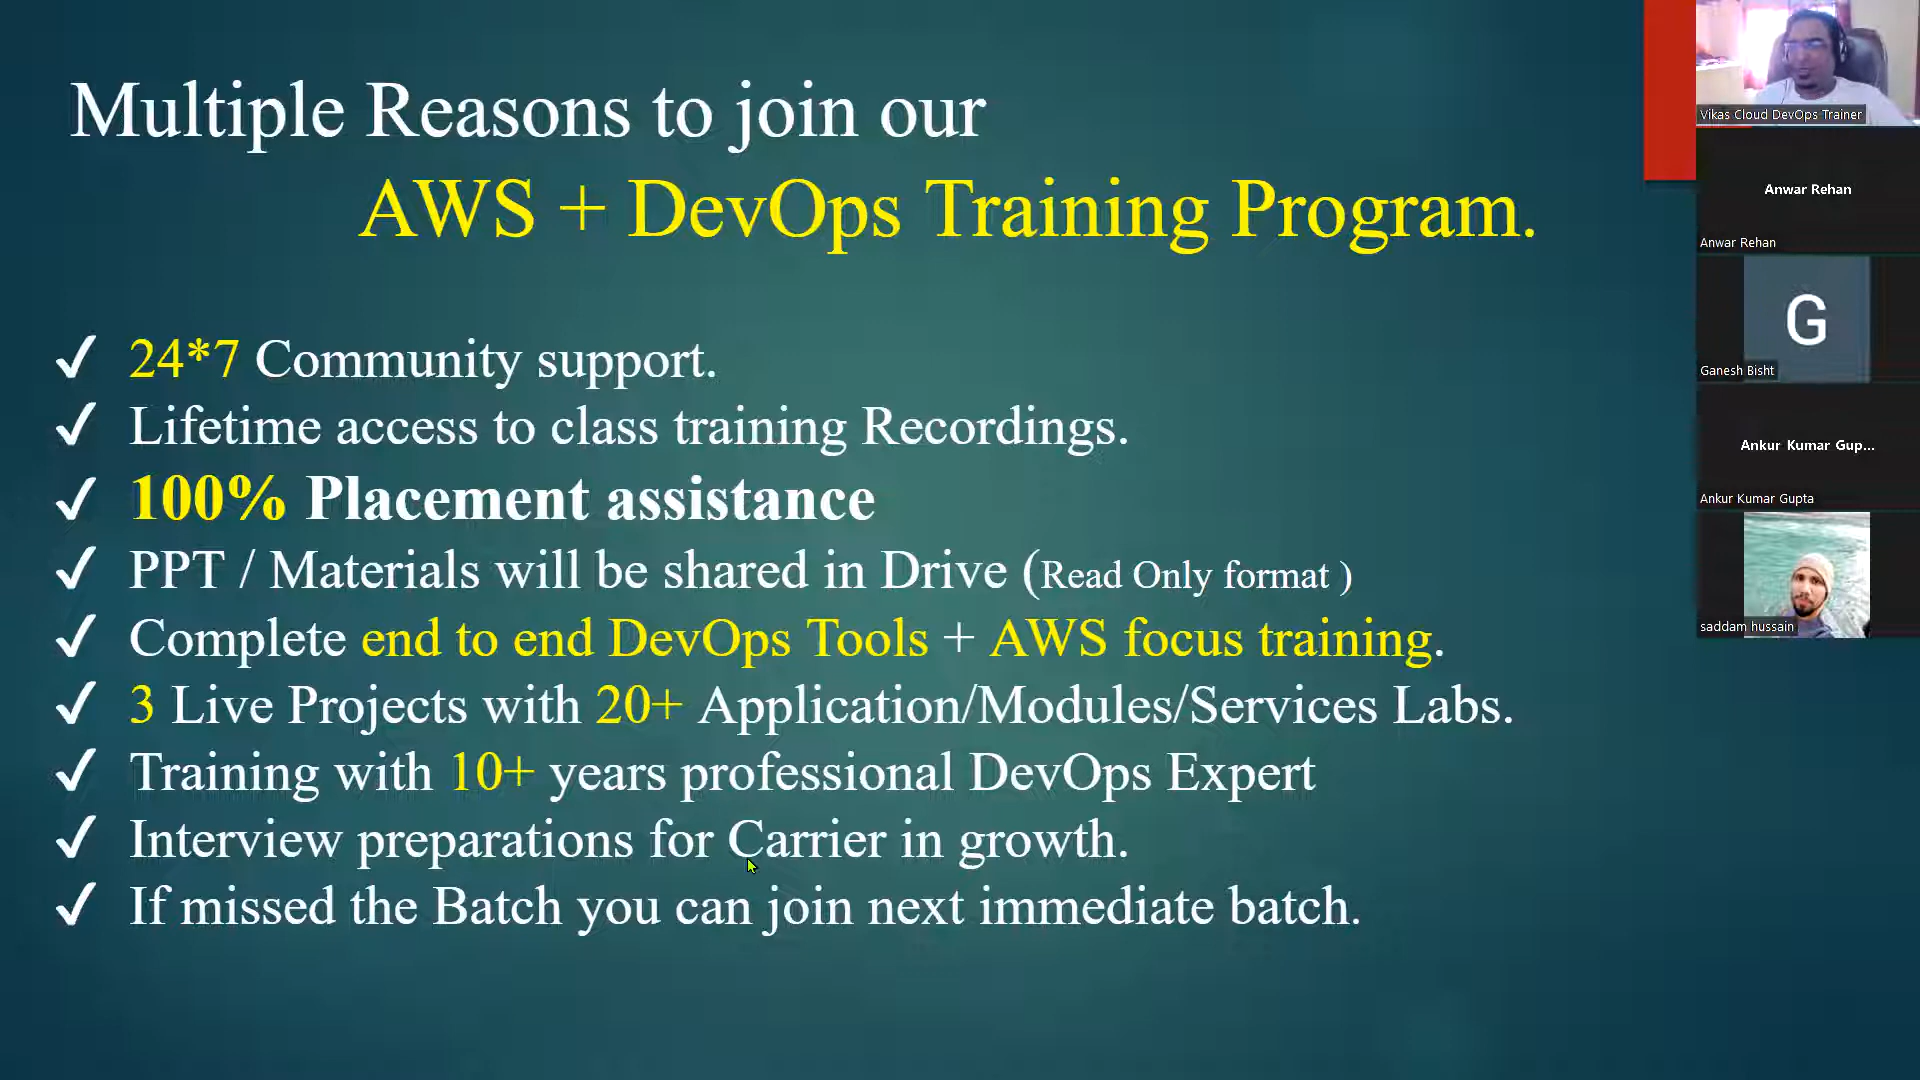 Multiple Reasons to join our
AWS + DevOps Training Program.
✓ 24*7 Community support.
✓ Lifetime access to class training Recordings.
✓ 100% Placement assistance
✓ PPT / Materials will be shared in Drive (Read Only format )
✓ Complete end to end DevOps Tools + AWS focus training.
✓ 3 Live Projects with 20+ Application/Modules/Services Labs.
✓ Training with 10+ years professional DevOps Expert
✓ Interview preparations for Carrier in growth.
✓ If missed the Batch you can join next immediate batch.
Vikas Cloud DevOps Trainer
Anwar Rehan
Anwar Rehan
G
Ganesh Bisht
Ankur Kumar Gup...
Ankur Kumar Gupta
saddam hussain